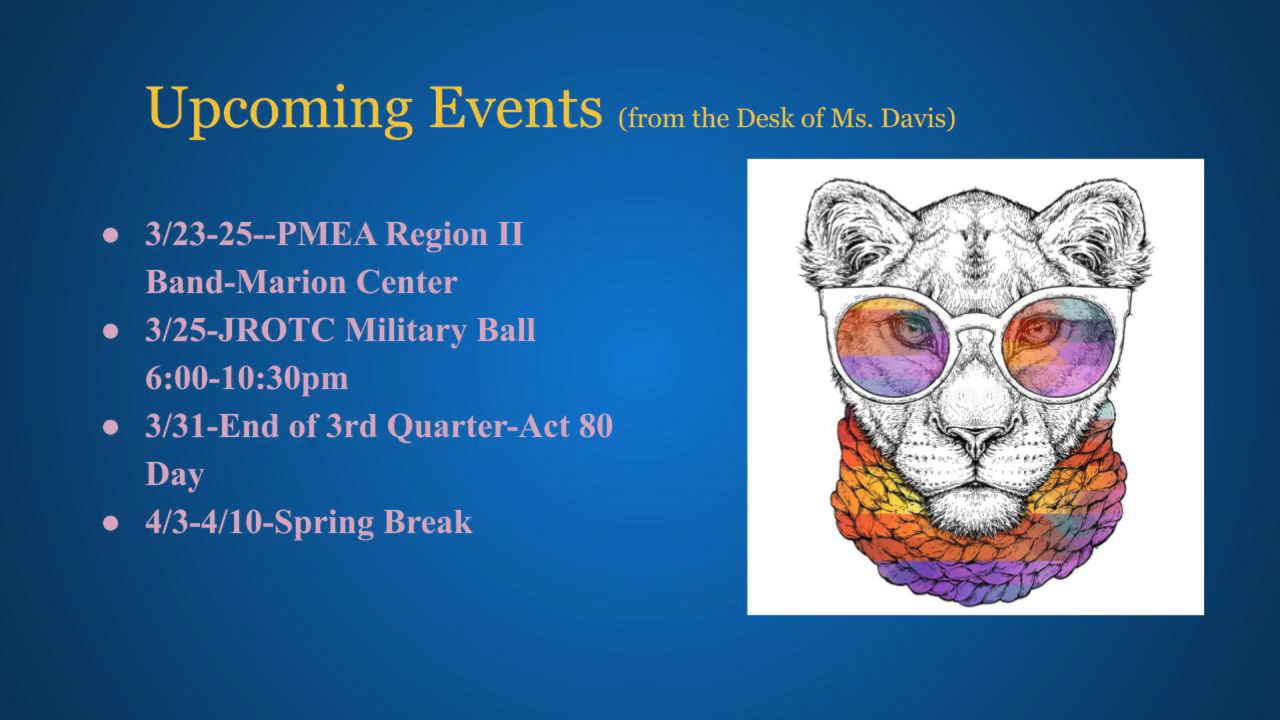 Upcoming Events (from the Desk of Ms. Davis)
● 3/23-25--PMEA Region II
Band-Marion Center
● 3/25-JROTC Military Ball
6:00-10:30pm
● 3/31-End of 3rd Quarter-Act 80
Day
● 4/3-4/10-Spring Break